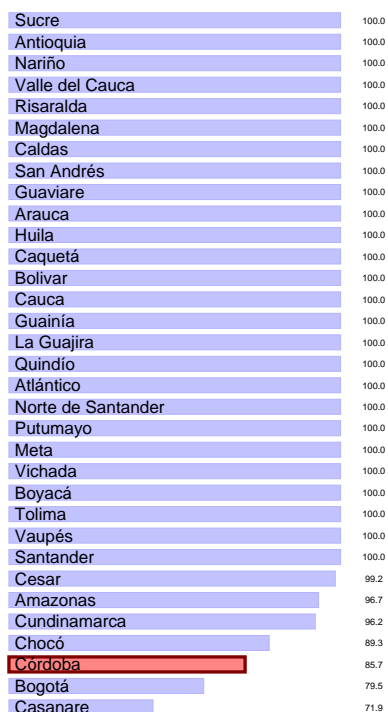 Sucre 100.0
Antioquia 100.0
Nariño 100.0
Valle del Cauca 100.0
Risaralda 100.0
Magdalena 100.0
Caldas 100.0
San Andrés 100.0
Guaviare 100.0
Arauca 100.0
Huila 100.0
Caquetá 100.0
Bolivar 100.0
Cauca 100.0
Guainía 100.0
La Guajira 100.0
Quindío 100.0
Atlántico 100.0
Norte de Santander 100.0
Putumayo 100.0
Meta 100.0
Vichada 100.0
Boyacá 100.0
Tolima 100.0
Vaupés 100.0
Santander 100.0
Cesar 99.2
Amazonas 96.7
Cundinamarca 96.2
Chocó 89.3
Córdoba 85.7
Bogotá 79.5
Casanare 71.9